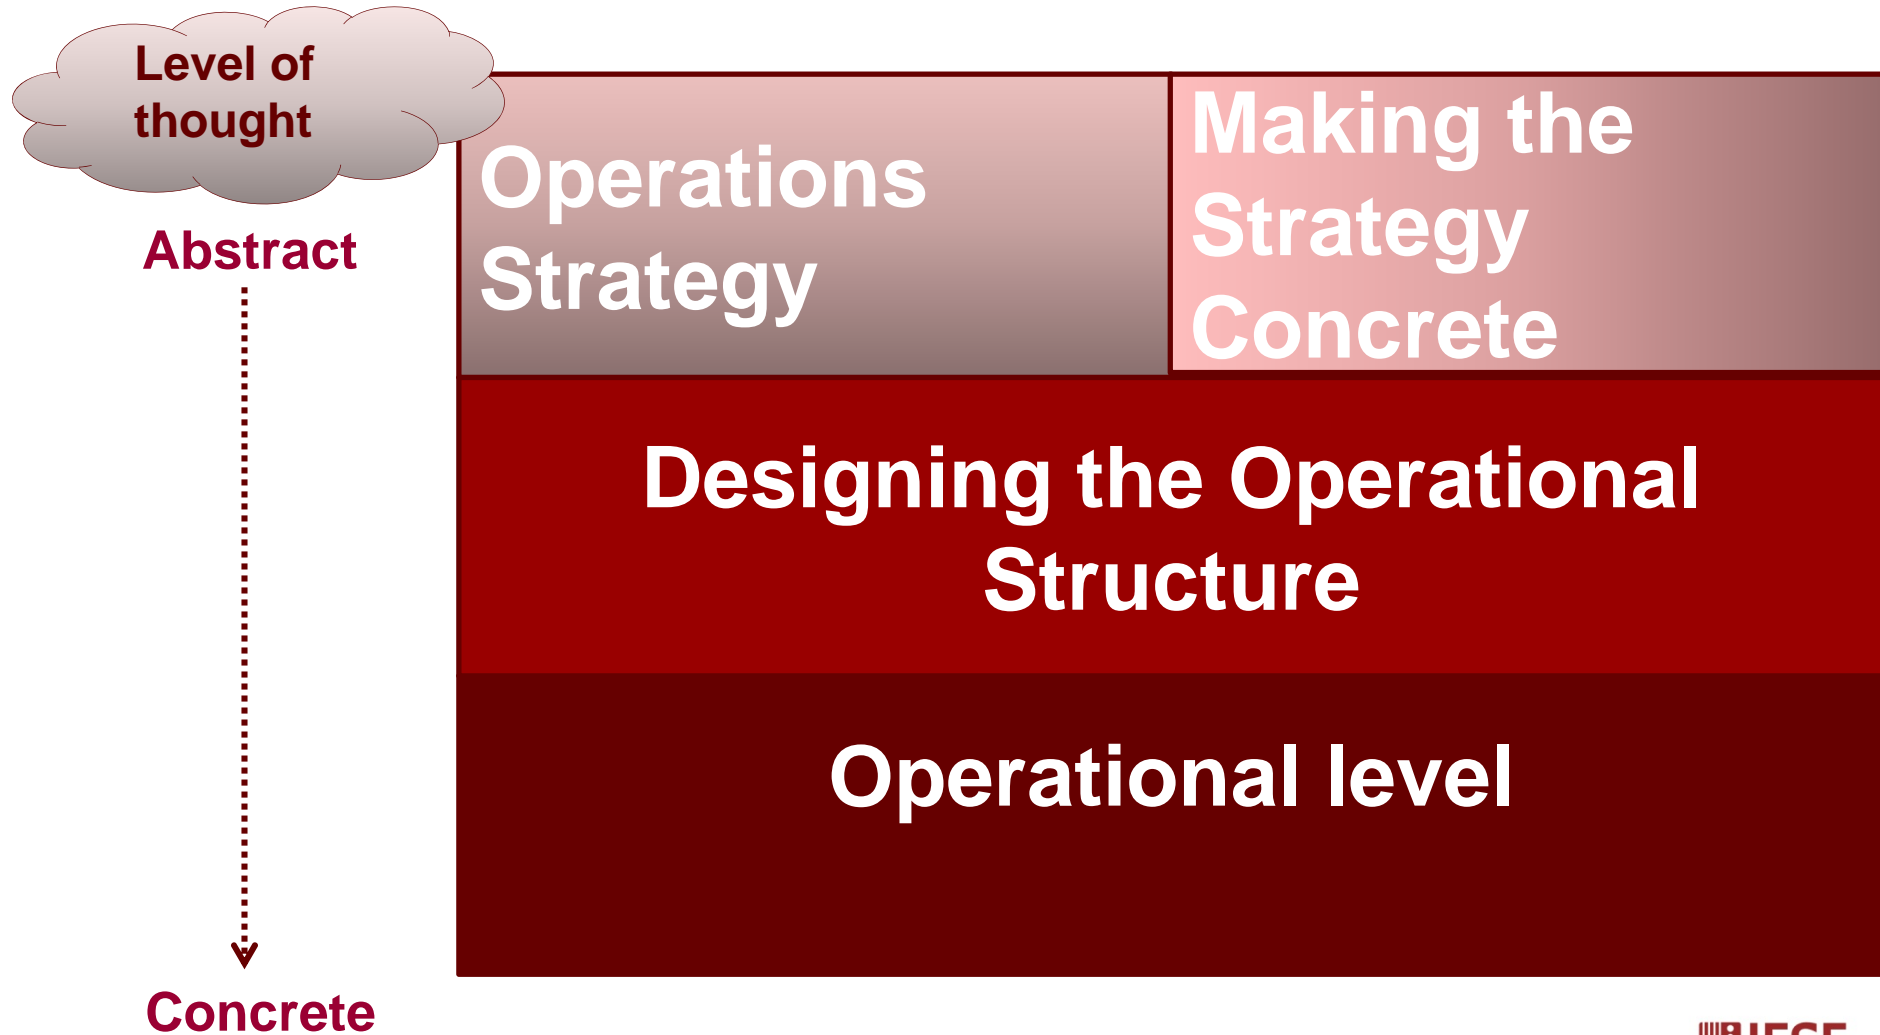 Level of
thought
Abstract
Concrete
Operations
Strategy
Making the
Strategy
Concrete
Designing the Operational
Structure
Operational level